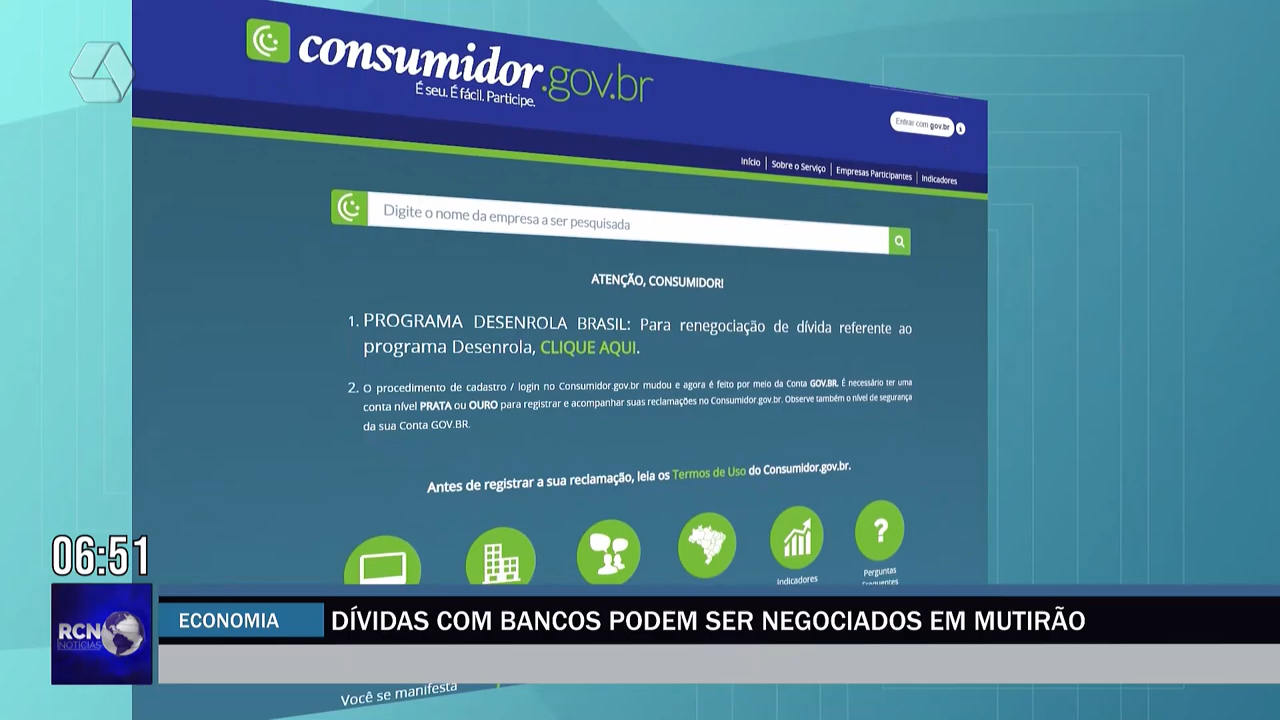 consumidor.gov.br
É seu. É fácil. Participe.
Entrar com gov.br
Início | Sobre o Serviço | Empresas Participantes | Indicadores
Digite o nome da empresa a ser pesquisada
ATENÇÃO, CONSUMIDOR!
1. PROGRAMA DESENROLA BRASIL: Para renegociação de dívida referente ao
programa Desenrola, CLIQUE AQUI.
2. O procedimento de cadastro / login no Consumidor.gov.br mudou e agora é feito por meio da Conta GOV.BR. É necessário ter uma
conta nível PRATA ou OURO para registrar e acompanhar suas reclamações no Consumidor.gov.br. Observe também o nível de segurança
da sua Conta GOV.BR.
Antes de registrar a sua reclamação, leia os Termos de Uso do Consumidor.gov.br.
?
Indicadores
Perguntas
Frequentes
06:51
RCN
NOTÍCIAS
ECONOMIA
DÍVIDAS COM BANCOS PODEM SER NEGOCIADOS EM MUTIRÃO
Você se manifesta